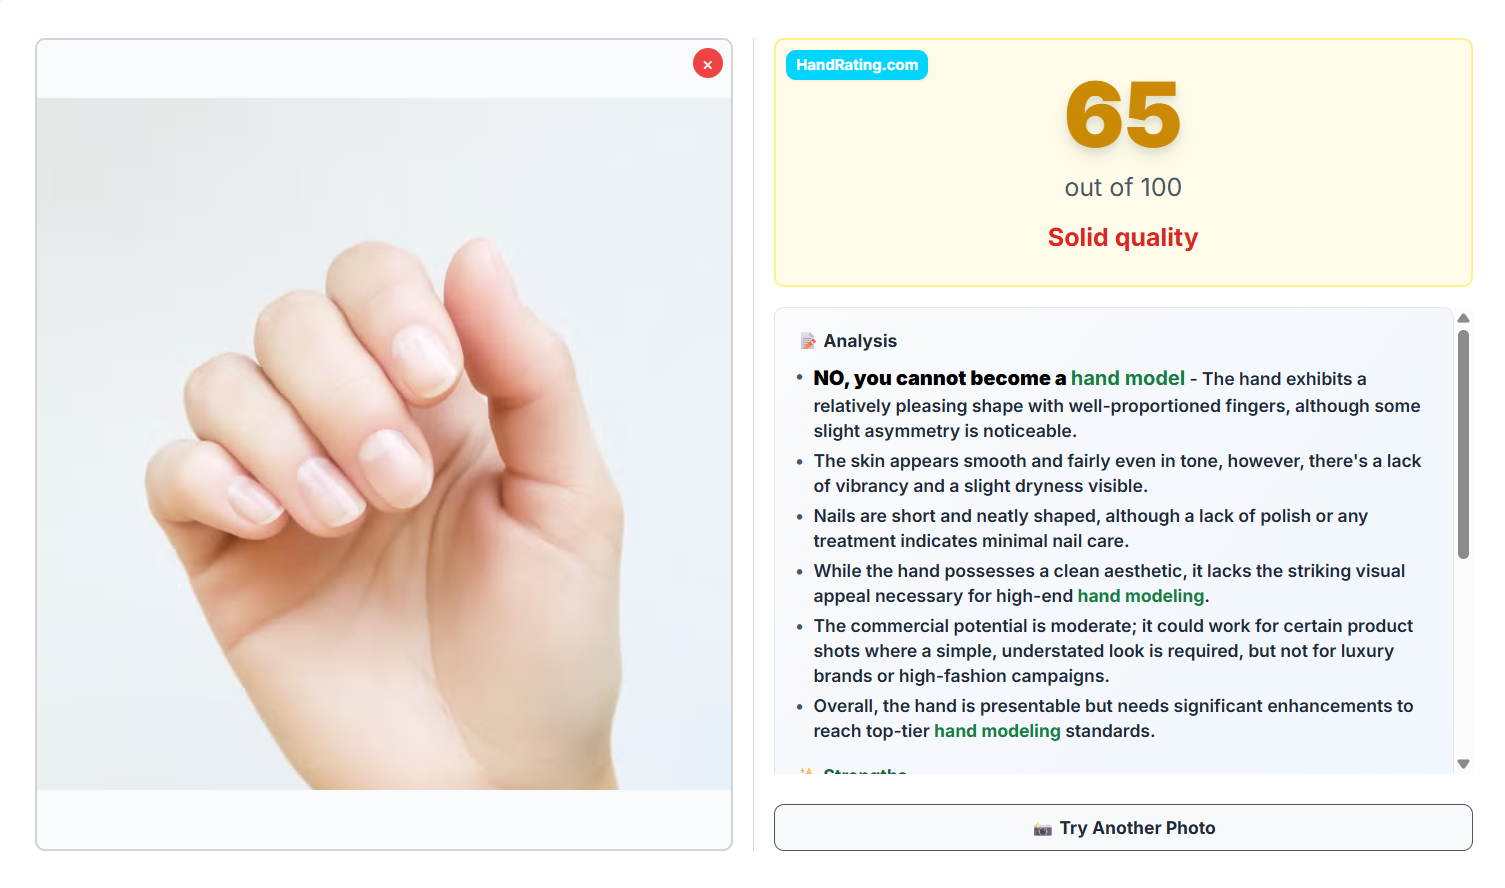 ×
HandRating.com
65
out of 100
Solid quality
Analysis
• NO, you cannot become a hand model - The hand exhibits a
relatively pleasing shape with well-proportioned fingers, although some
slight asymmetry is noticeable.
• The skin appears smooth and fairly even in tone, however, there's a lack
of vibrancy and a slight dryness visible.
• Nails are short and neatly shaped, although a lack of polish or any
treatment indicates minimal nail care.
• While the hand possesses a clean aesthetic, it lacks the striking visual
appeal necessary for high-end hand modeling.
• The commercial potential is moderate; it could work for certain product
shots where a simple, understated look is required, but not for luxury
brands or high-fashion campaigns.
• Overall, the hand is presentable but needs significant enhancements to
reach top-tier hand modeling standards.
Strengths
Try Another Photo